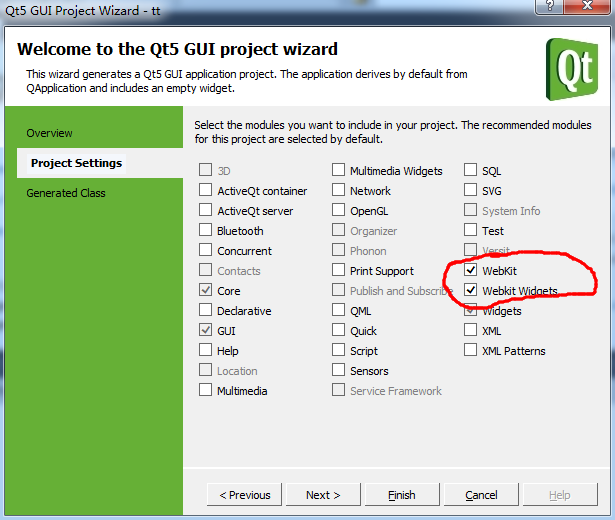 Qt5 GUI Project Wizard - tt
?
Welcome to the Qt5 GUI project wizard
This wizard generates a Qt5 GUI application project. The application derives by default from
QApplication and includes an empty widget.
Qt
Overview
Project Settings
Generated Class
Select the modules you want to include in your project. The recommended modules
for this project are selected by default.
3D
ActiveQt container
ActiveQt server
Bluetooth
Concurrent
Contacts
Core
Declarative
GUI
Help
Location
Multimedia
Multimedia Widgets
Network
OpenGL
Organizer
Phonon
Print Support
Publish and Subscribe
QML
Quick
Script
Sensors
Service Framework
SQL
SVG
System Info
Test
Versit
WebKit
Webkit Widgets
Widgets
XML
XML Patterns
< Previous
Next >
Finish
Cancel
Help